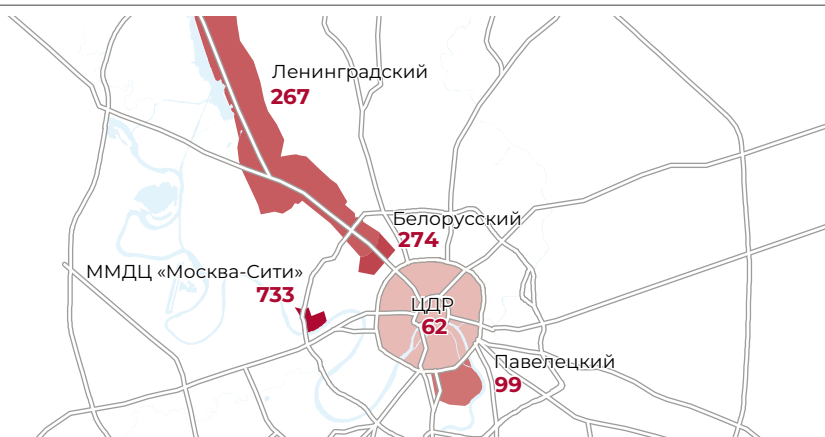 Ленинградский
267
Белорусский
274
ММДЦ «Москва-Сити»
733
ЦДР
62
Павелецкий
99